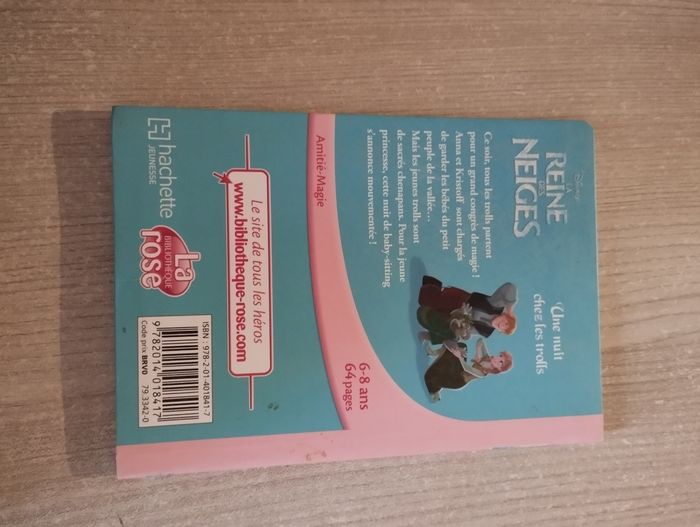 Disney
LA
REINE
DES
NEIGES
Une nuit
chez les trolls
Ce soir, tous les trolls partent
pour un grand congrès de magie !
Anna et Kristoff sont chargés
de garder les bébés du petit
peuple de la vallée...
Mais les jeunes trolls sont
de sacrés chenapans. Pour la jeune
princesse, cette nuit de baby-sitting
s'annonce mouvementée !
Amitié-Magie
6-8 ans
64 pages
Le site de tous les héros
www.bibliotheque-rose.com
hachette
JEUNESSE
La
BIBLIOTHÈQUE
rose
ISBN : 978-2-01-401841-7
9 782014 018417
Code prix BRV0
79 3342-0